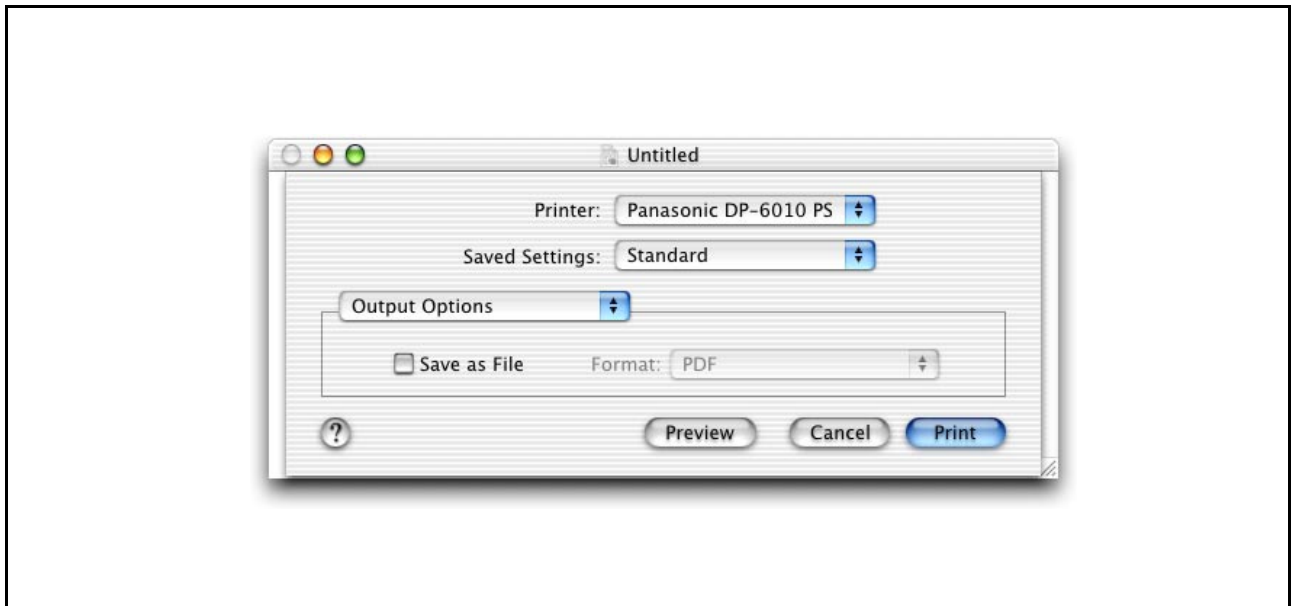 Untitled
Printer: Panasonic DP-6010 PS
Saved Settings: Standard
Output Options
Save as File Format: PDF
? Preview Cancel Print